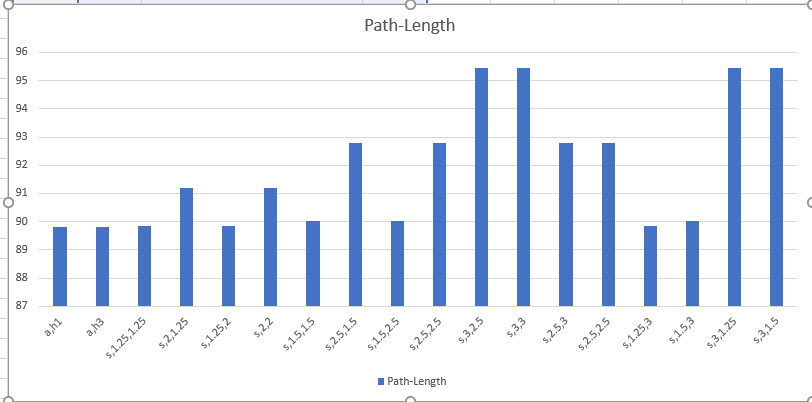 Path-Length
96
95
94
93
92
91
90
89
88
87
a,h1
a,h3
s,1.25,1.25
s,2,1.25
s,1.25,2
s,2,2
s,1.5,1.5
s,2.5,1.5
s,1.5,2.5
s,2.5,2.5
s,3,2.5
s,3,3
s,2.5,3
s,2.5,2.5
s,1.25,3
s,1.5,3
s,3,1.25
s,3,1.5
Path-Length